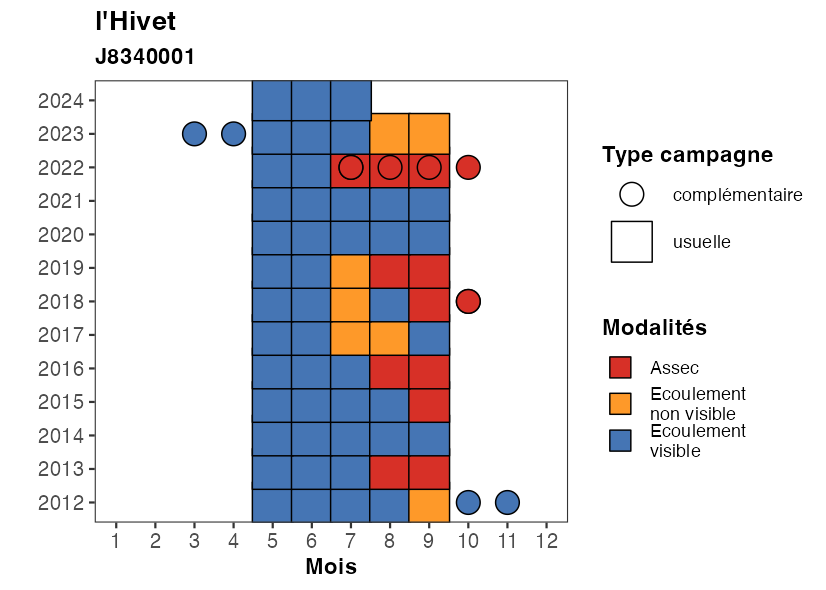 l'Hivet
J8340001
2024
2023
2022
2021
2020
2019
2018
2017
2016
2015
2014
2013
2012
1 2 3 4 5 6 7 8 9 10 11 12
Mois
Type campagne
complémentaire
usuelle
Modalités
Assec
Ecoulement
non visible
Ecoulement
visible